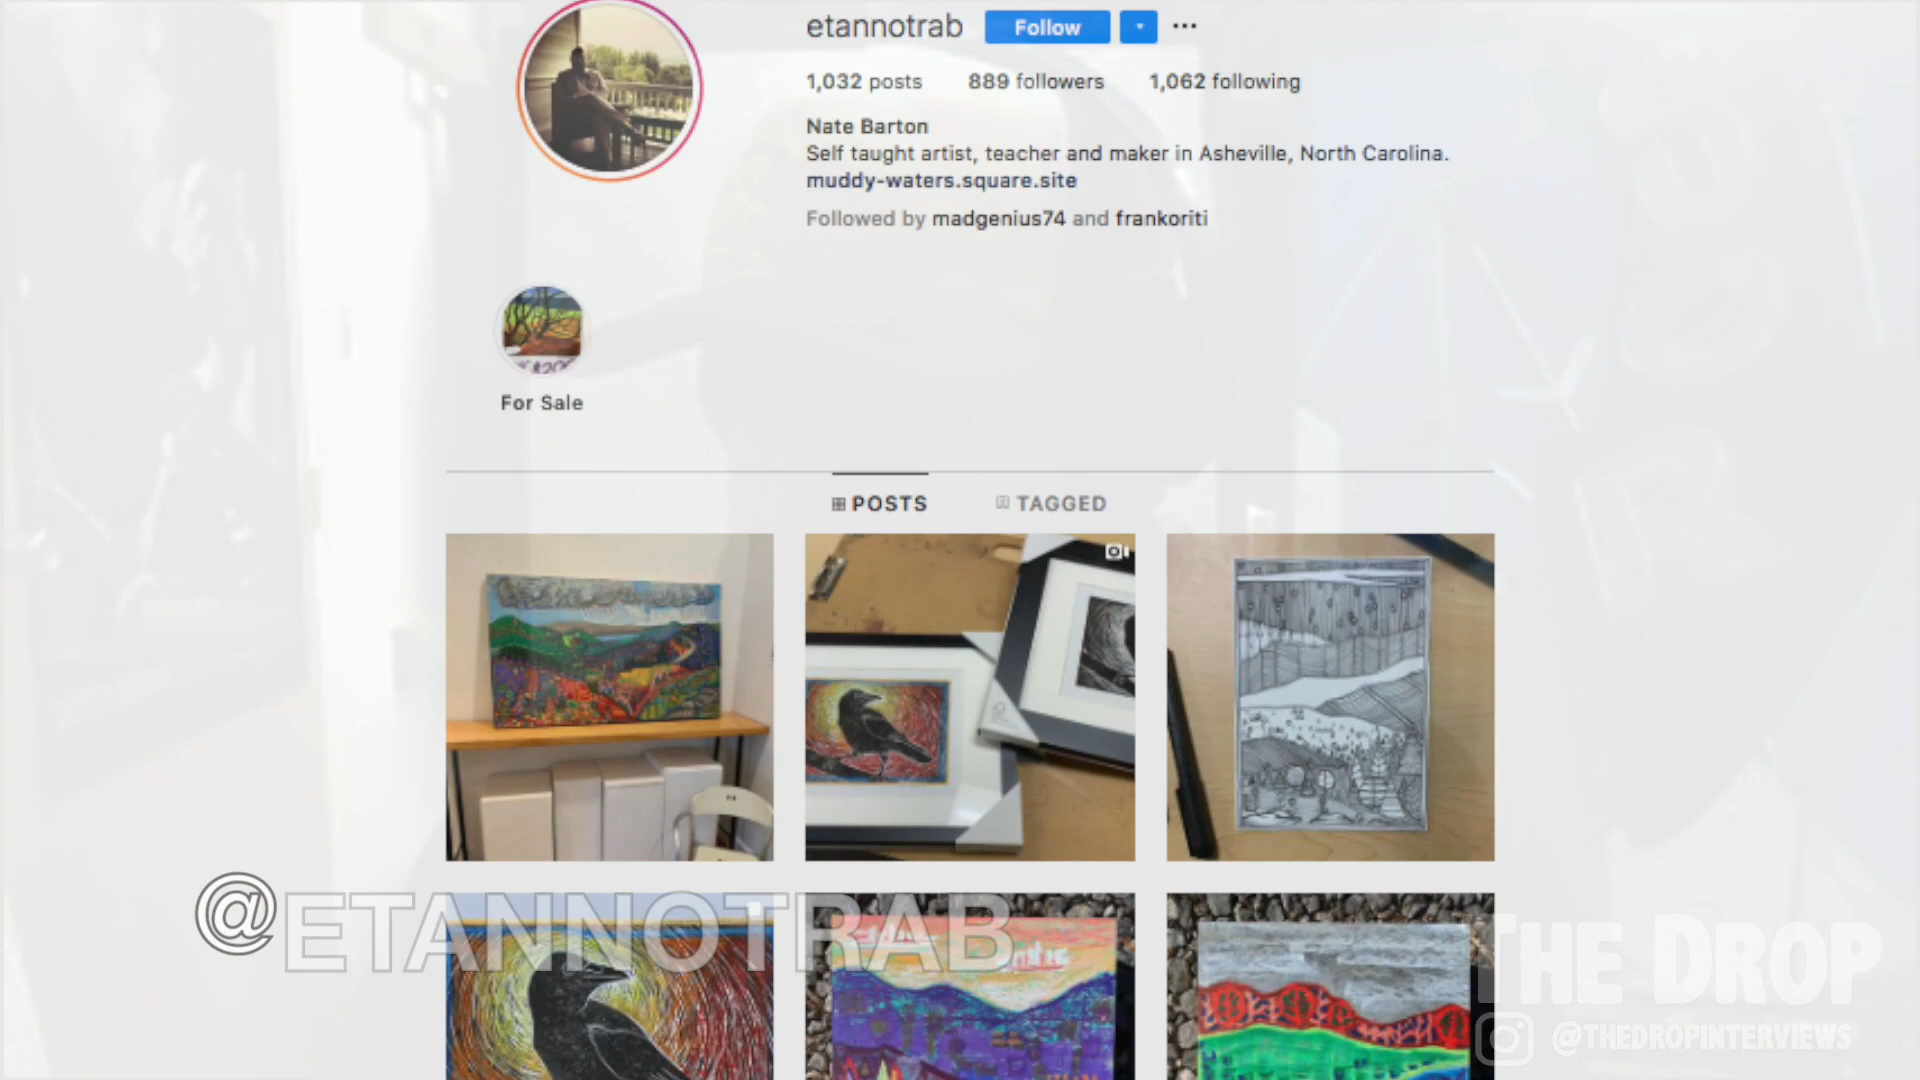 etannotrab Follow
1,032 posts 889 followers 1,062 following
Nate Barton
Self taught artist, teacher and maker in Asheville, North Carolina.
muddy-waters.square.site
Followed by madgenius74 and frankoriti
For Sale
POSTS TAGGED
@ETANNOTRAB
THE DROP
@THEDROPINTERVIEWS